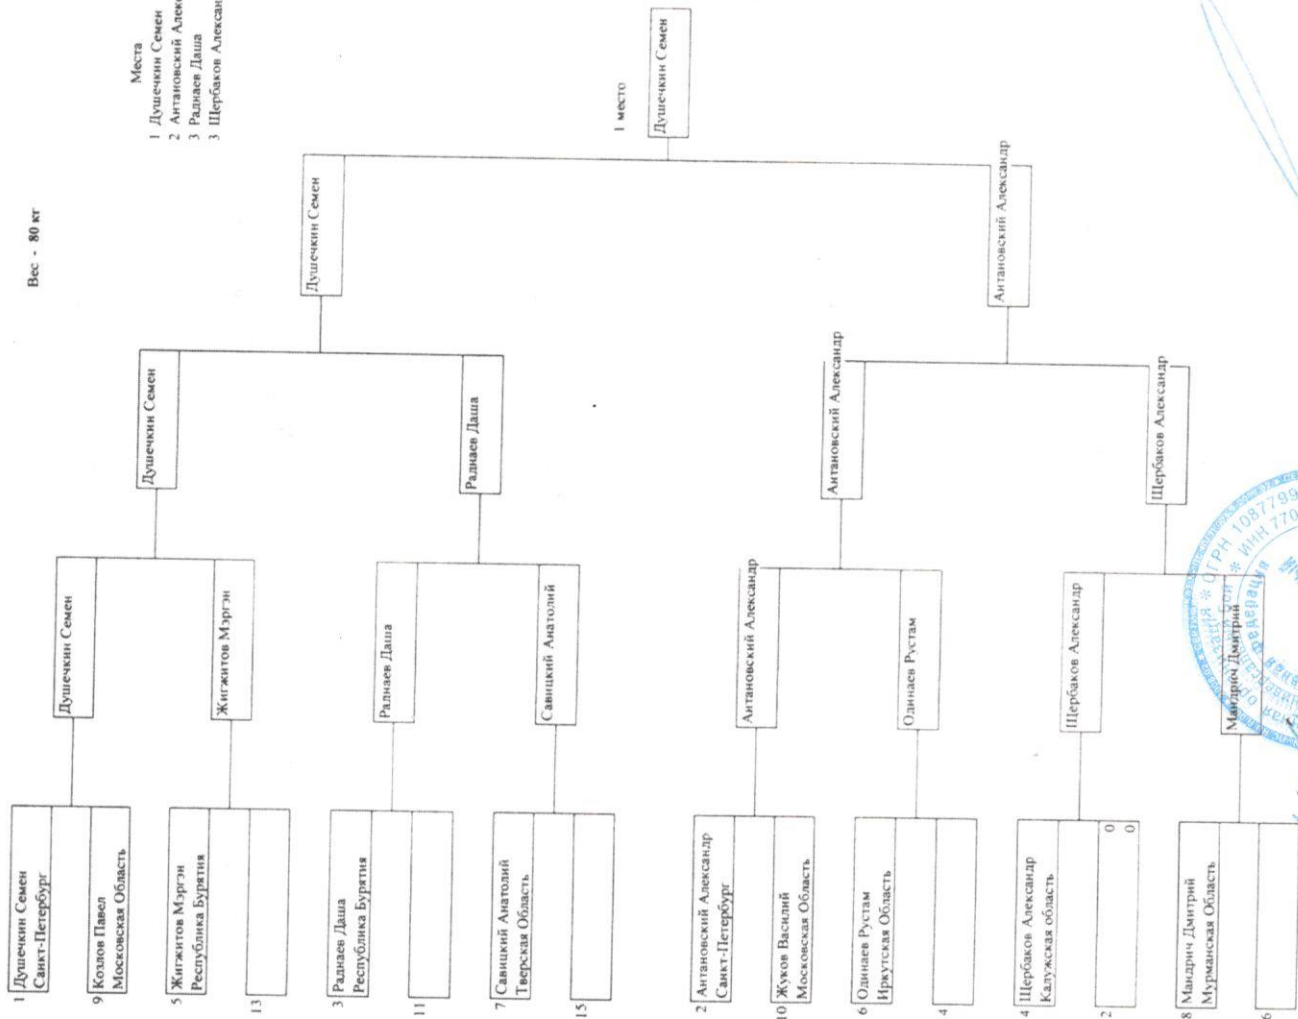 Вес - 80 кг
Места
1 Душечкин Семен
2 Антановский Алекс
3 Раднаев Даша
3 Щербаков Алексан
1 Душечкин Семен
Санкт-Петербург
9 Козлов Павел
Московская Область
5 Жигжитов Мэргэн
Республика Бурятия
13
3 Раднаев Даша
Республика Бурятия
11
7 Савицкий Анатолий
Тверская Область
15
2 Антановский Александр
Санкт-Петербург
10 Жуков Василий
Московская Область
6 Одинаев Рустам
Иркутская Область
4
4 Щербаков Александр
Калужская область
2
0
0
8 Мандрич Дмитрий
Мурманская Область
6
Душечкин Семен
Жигжитов Мэргэн
Раднаев Даша
Савицкий Анатолий
Антановский Александр
Одинаев Рустам
Щербаков Александр
Мандрич Дмитрий
Душечкин Семен
Раднаев Даша
Антановский Александр
Щербаков Александр
Душечкин Семен
Антановский Александр
1 место
Душечкин Семен
ОГРН 1087799
ИНН 770